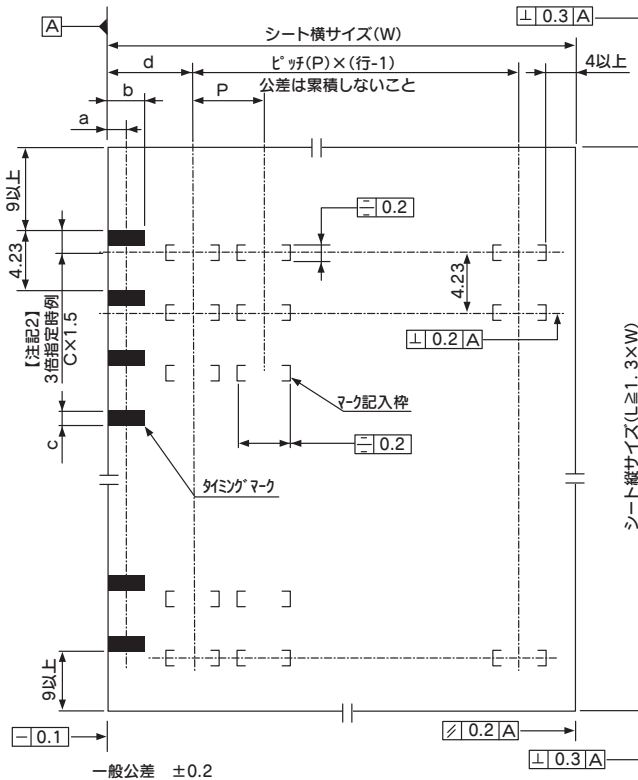 A
⊥ 0.3 A
シート横サイズ(W)
d
ピッチ(P)×(行-1)
4以上
b
P
公差は累積しないこと
a
9以上
⌯ 0.2
4.23
4.23
【注記2】
3倍指定時例
C×1.5
⊥ 0.2 A
マーク記入枠
⌯ 0.2
c
タイミングマーク
シート縦サイズ(L≧1.3×W)
9以上
— 0.1
⫽ 0.2 A
⊥ 0.3 A
一般公差 ±0.2